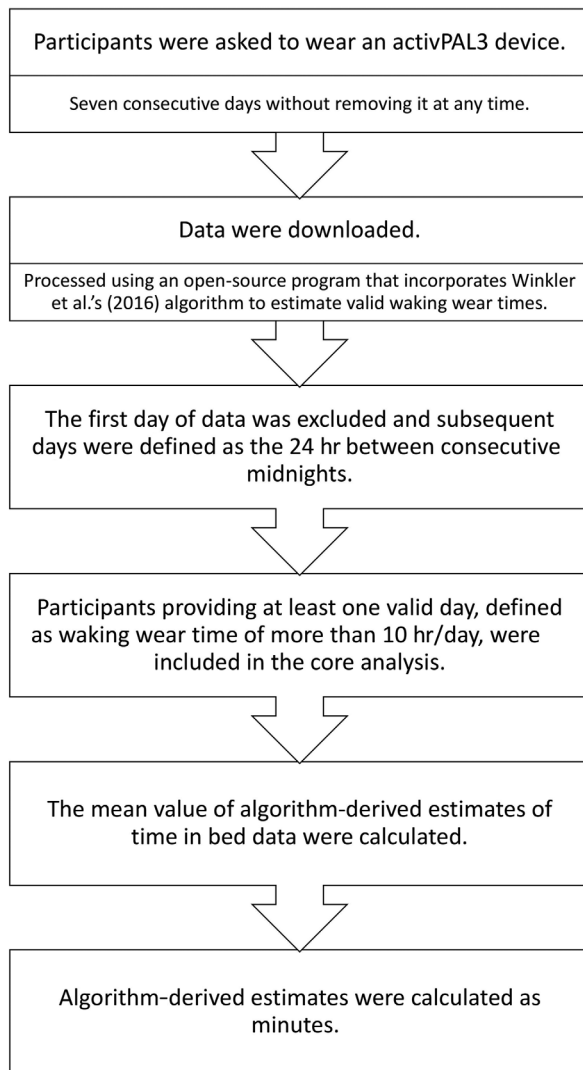 Participants were asked to wear an activPAL3 device.
Seven consecutive days without removing it at any time.
Data were downloaded.
Processed using an open-source program that incorporates Winkler
et al.'s (2016) algorithm to estimate valid waking wear times.
The first day of data was excluded and subsequent
days were defined as the 24 hr between consecutive
midnights.
Participants providing at least one valid day, defined
as waking wear time of more than 10 hr/day, were
included in the core analysis.
The mean value of algorithm-derived estimates of
time in bed data were calculated.
Algorithm-derived estimates were calculated as
minutes.